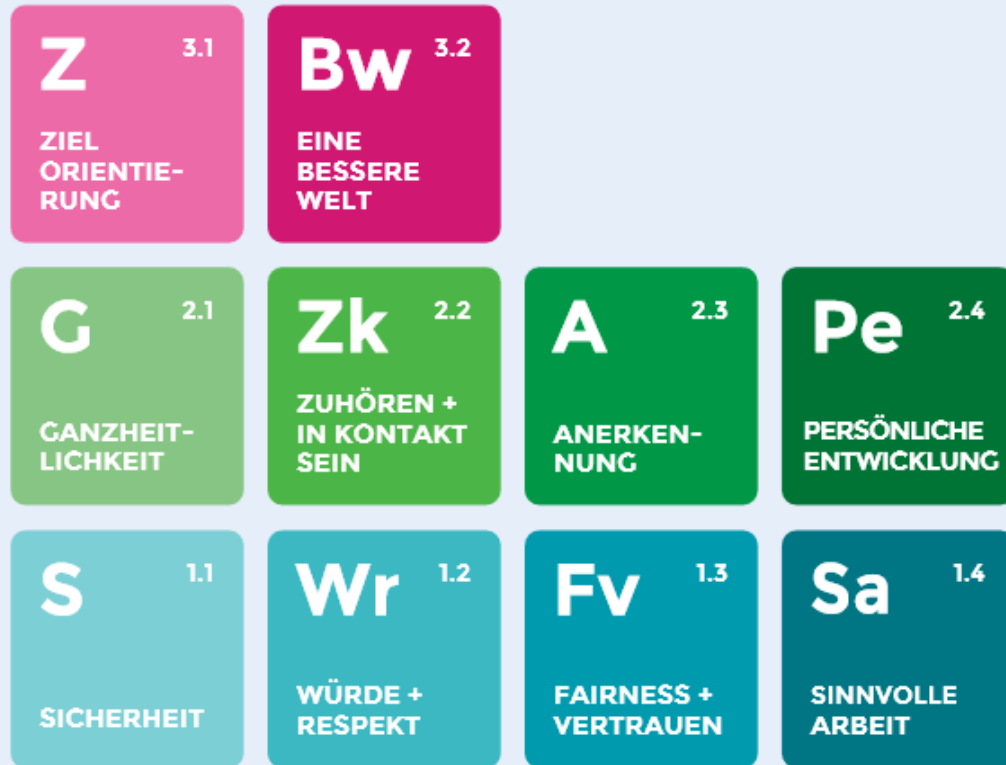 Z 3.1
ZIEL
ORIENTIE-
RUNG
Bw 3.2
EINE
BESSERE
WELT
G 2.1
GANZHEIT-
LICHKEIT
Zk 2.2
ZUHÖREN +
IN KONTAKT
SEIN
A 2.3
ANERKEN-
NUNG
Pe 2.4
PERSÖNLICHE
ENTWICKLUNG
S 1.1
SICHERHEIT
Wr 1.2
WÜRDE +
RESPEKT
Fv 1.3
FAIRNESS +
VERTRAUEN
Sa 1.4
SINNVOLLE
ARBEIT